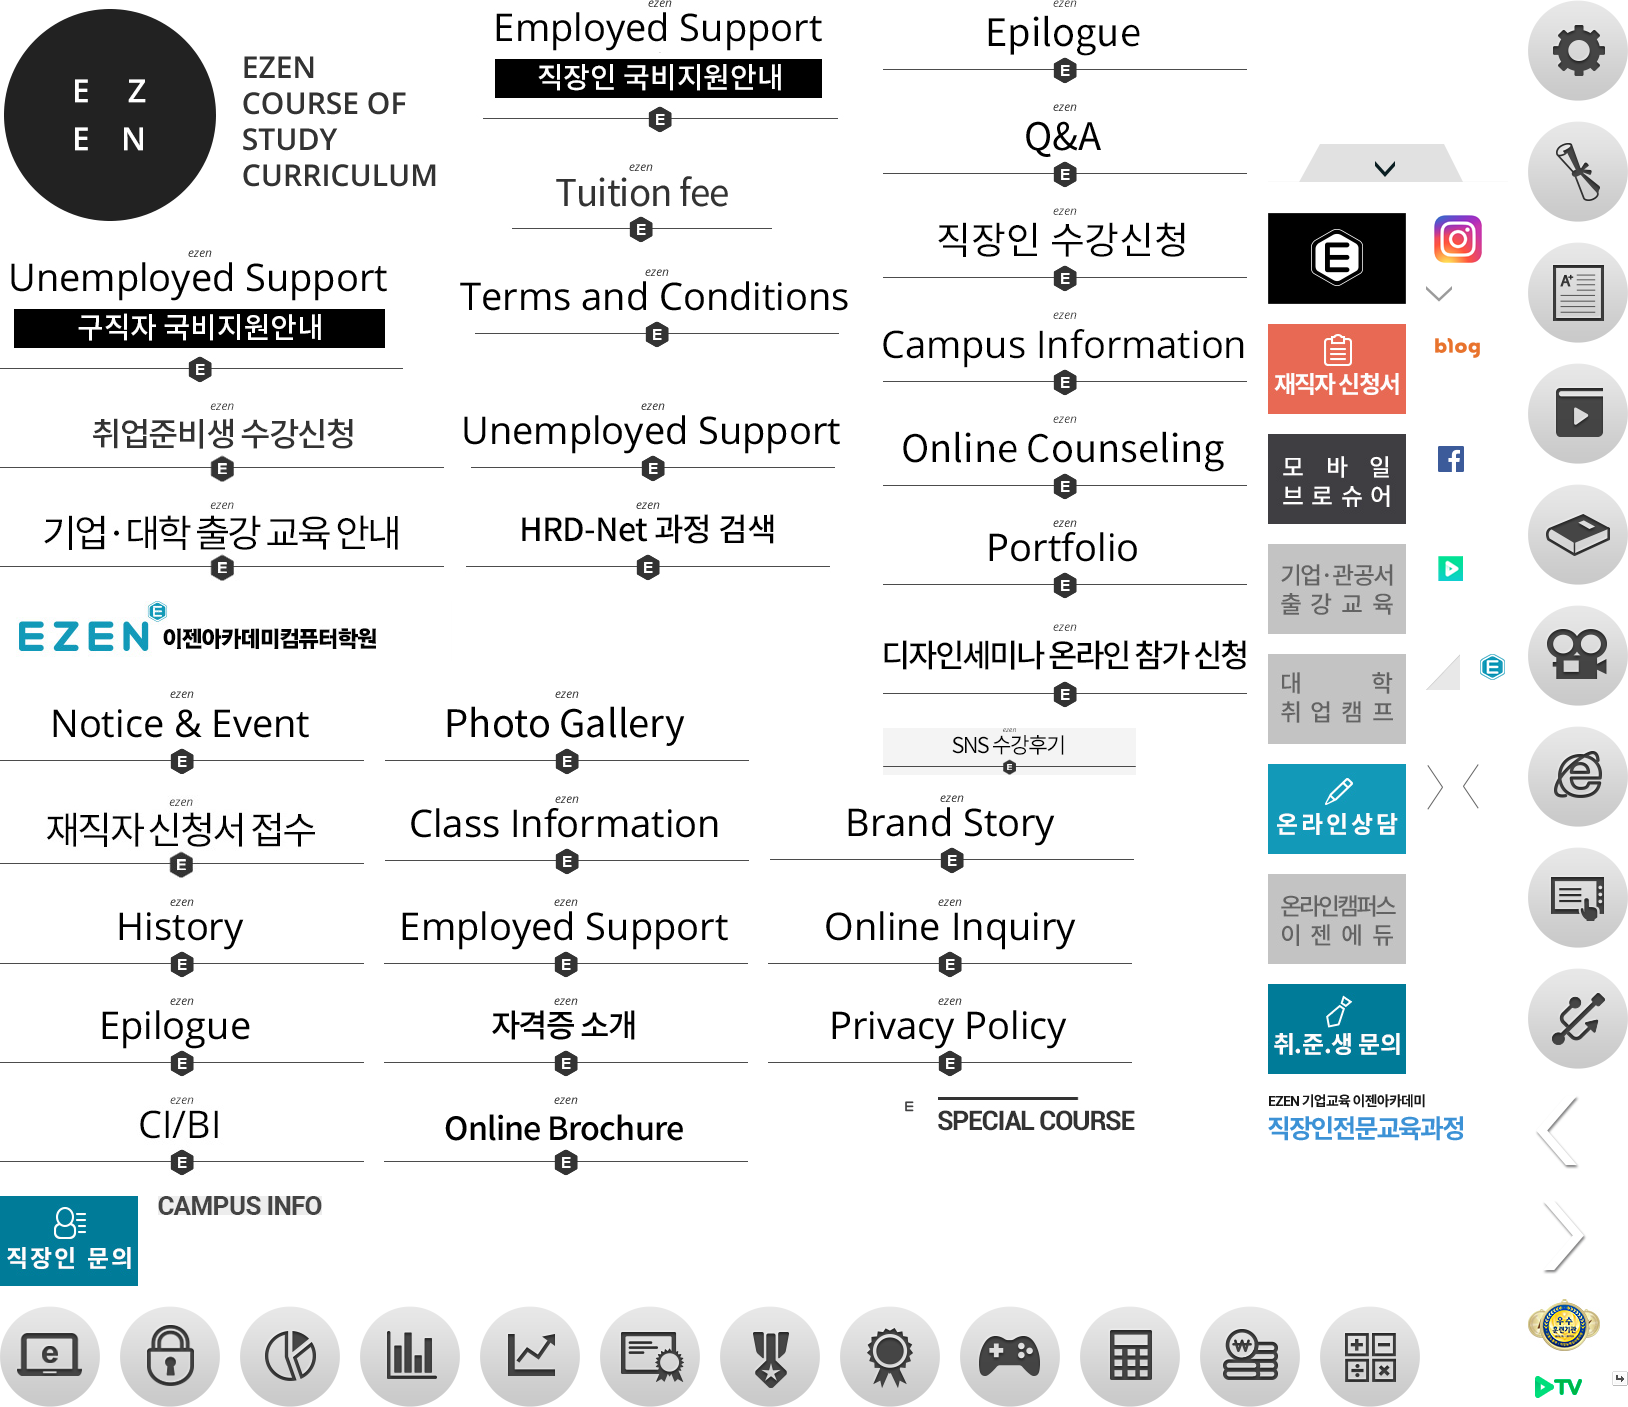 E Z
E N
EZEN
COURSE OF
STUDY
CURRICULUM
ezen
Unemployed Support
구직자 국비지원안내
E
ezen
취업준비생 수강신청
E
ezen
기업·대학 출강 교육 안내
E
ezen
Employed Support
직장인 국비지원안내
E
ezen
Tuition fee
E
ezen
Terms and Conditions
E
ezen
Unemployed Support
E
ezen
HRD-Net 과정 검색
E
ezen
Epilogue
E
ezen
Q&A
E
ezen
직장인 수강신청
E
ezen
Campus Information
E
ezen
Online Counseling
E
ezen
Portfolio
E
ezen
디자인세미나 온라인 참가 신청
E
ezen
SNS 수강후기
E
EZEN E 이젠아카데미컴퓨터학원
ezen
Notice & Event
E
ezen
재직자 신청서 접수
E
ezen
History
E
ezen
Epilogue
E
ezen
CI/BI
E
ezen
Photo Gallery
E
ezen
Class Information
E
ezen
Employed Support
E
ezen
자격증 소개
E
ezen
Online Brochure
E
ezen
Brand Story
E
ezen
Online Inquiry
E
ezen
Privacy Policy
E
E
SPECIAL COURSE
E
재직자 신청서
모 바 일
브 로 슈 어
기업·관공서
출 강 교 육
대 학
취 업 캠 프
온라인상담
온라인캠퍼스
이 젠 에 듀
취.준.생 문의
EZEN 기업교육 이젠아카데미
직장인전문교육과정
blog
f
E
A+
e
직장인 문의
CAMPUS INFO
e
₩
우수
훈련기관
TV